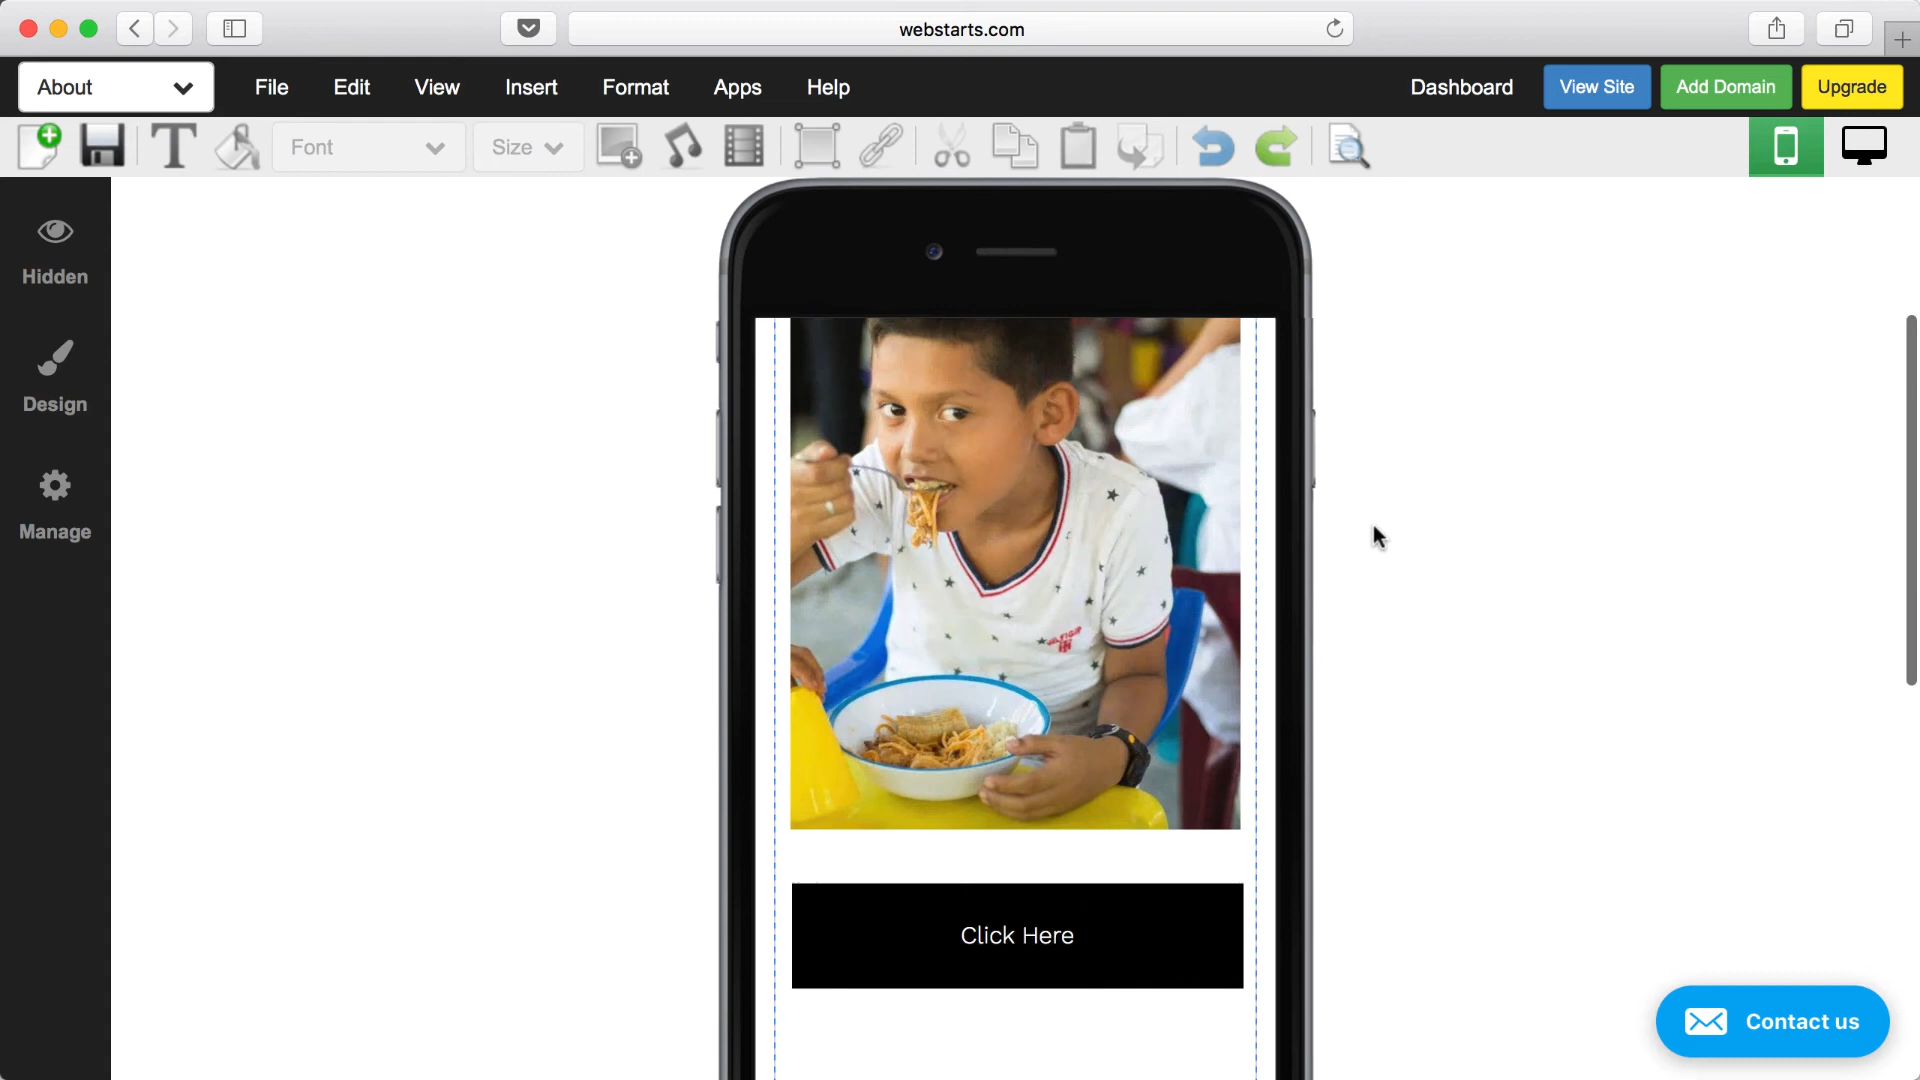 webstarts.com
About File Edit View Insert Format Apps Help Dashboard View Site Add Domain Upgrade
Font Size
Hidden
Design
Manage
Click Here
Contact us